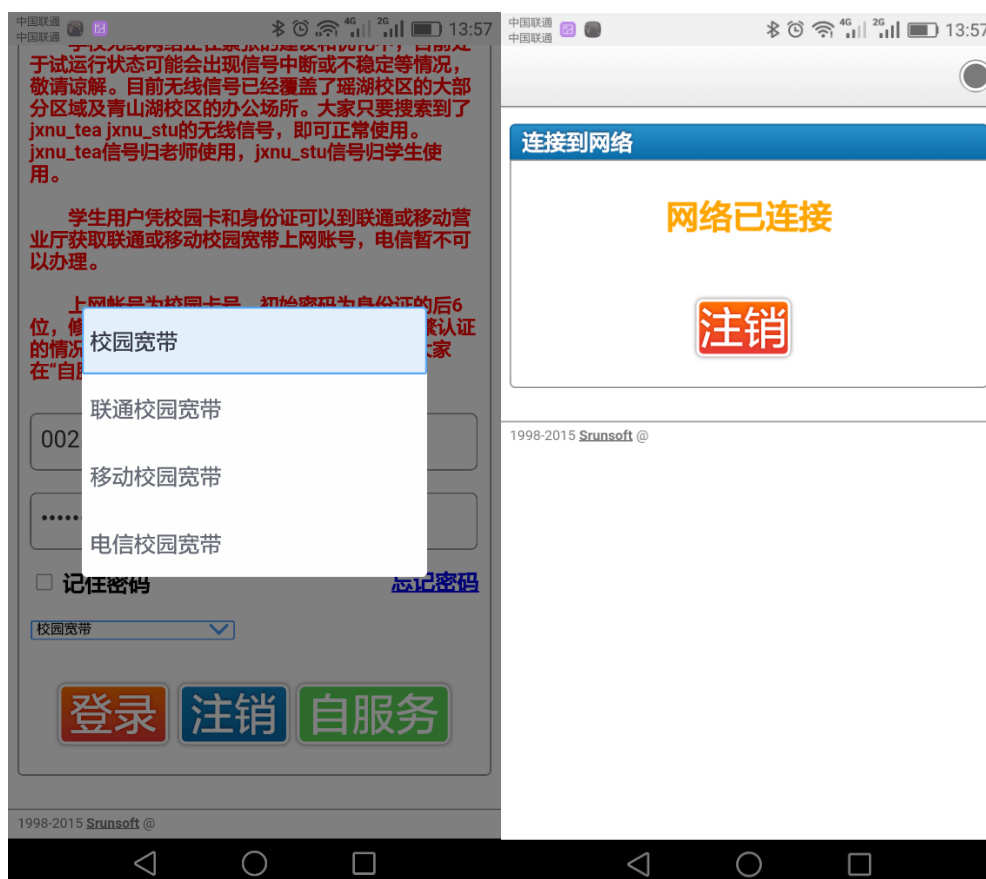 中国联通
中国联通
4G
2G
13:57
学校无线网络正在紧张的建设和优化中，目前处
于试运行状态可能会出现信号中断或不稳定等情况，
敬请谅解。目前无线信号已经覆盖了瑶湖校区的大部
分区域及青山湖校区的办公场所。大家只要搜索到了
jxnu_tea jxnu_stu的无线信号，即可正常使用。
jxnu_tea信号归老师使用，jxnu_stu信号归学生使
用。
学生用户凭校园卡和身份证可以到联通或移动营
业厅获取联通或移动校园宽带上网账号，电信暂不可
以办理。
上网帐号为校园卡号，初始密码为身份证的后6
位，修
繁认证
的情况
大家
在“自服
校园宽带
联通校园宽带
移动校园宽带
电信校园宽带
002
记住密码
忘记密码
校园宽带
登录
注销
自服务
1998-2015 Srunsoft @
中国联通
中国联通
4G
2G
13:57
连接到网络
网络已连接
注销
1998-2015 Srunsoft @